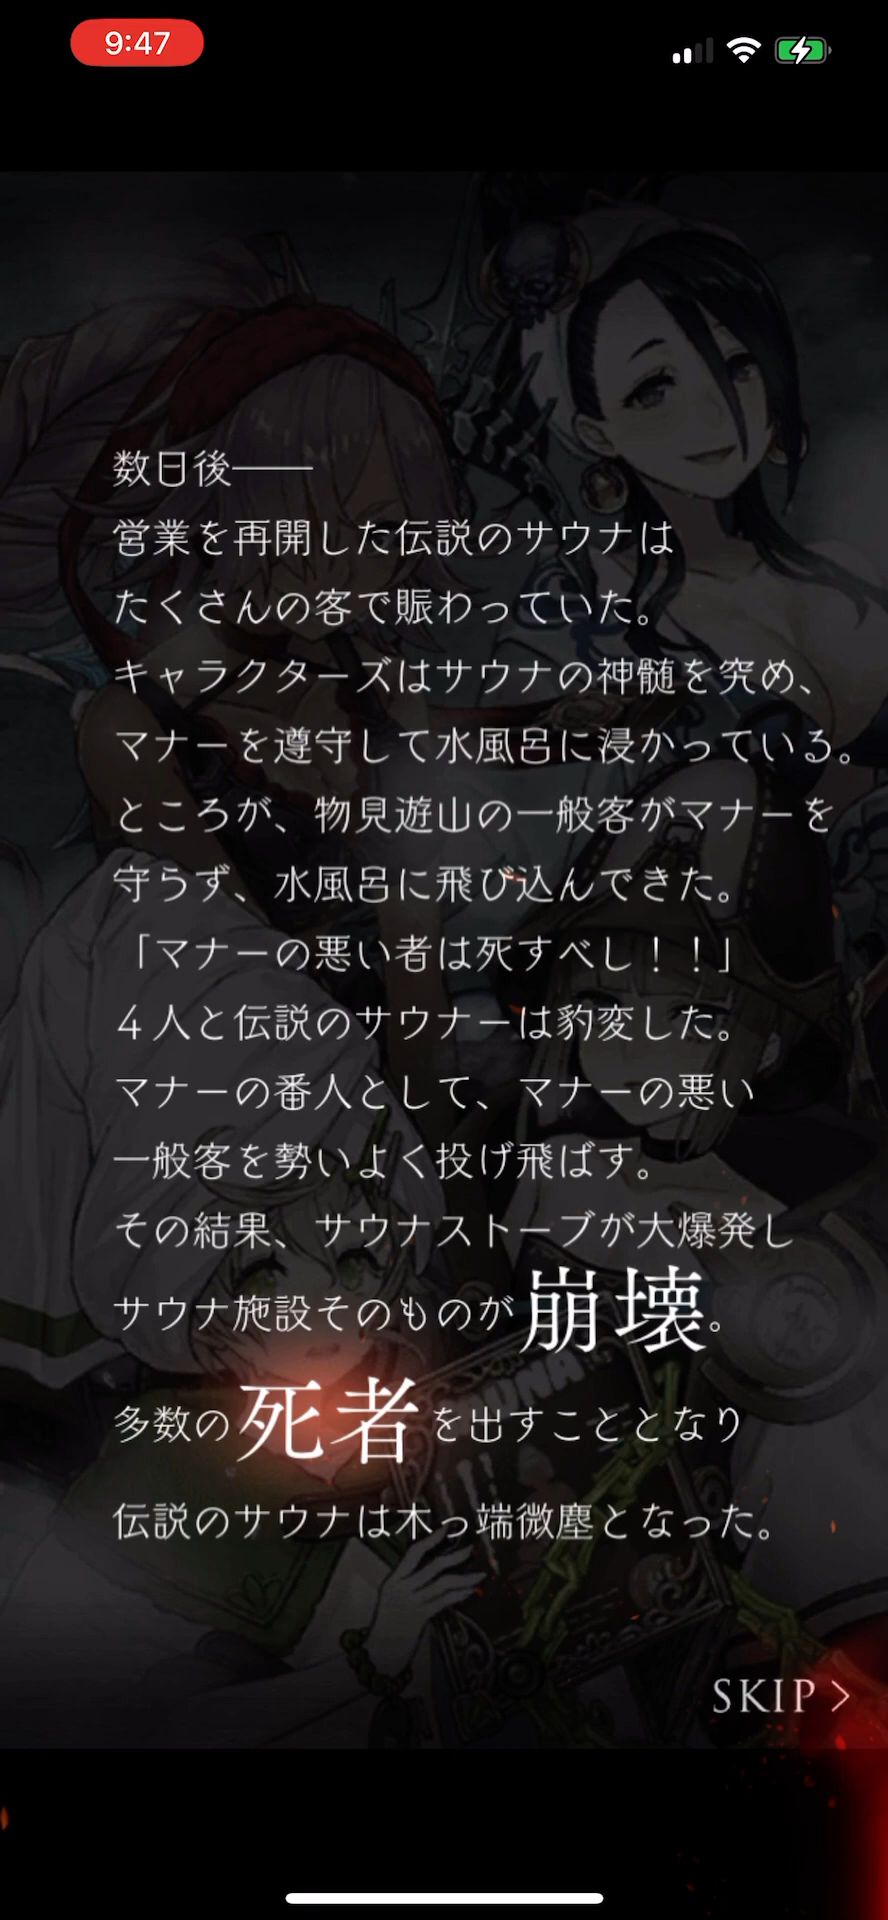 9:47
数日後――
営業を再開した伝説のサウナは
たくさんの客で賑わっていた。
キャラクターズはサウナの神髄を究め、
マナーを遵守して水風呂に浸かっている。
ところが、物見遊山の一般客がマナーを
守らず、水風呂に飛び込んできた。
「マナーの悪い者は死すべし！！」
４人と伝説のサウナーは豹変した。
マナーの番人として、マナーの悪い
一般客を勢いよく投げ飛ばす。
その結果、サウナストーブが大爆発し
サウナ施設そのものが崩壊。
多数の死者を出すこととなり
伝説のサウナは木っ端微塵となった。
SKIP >